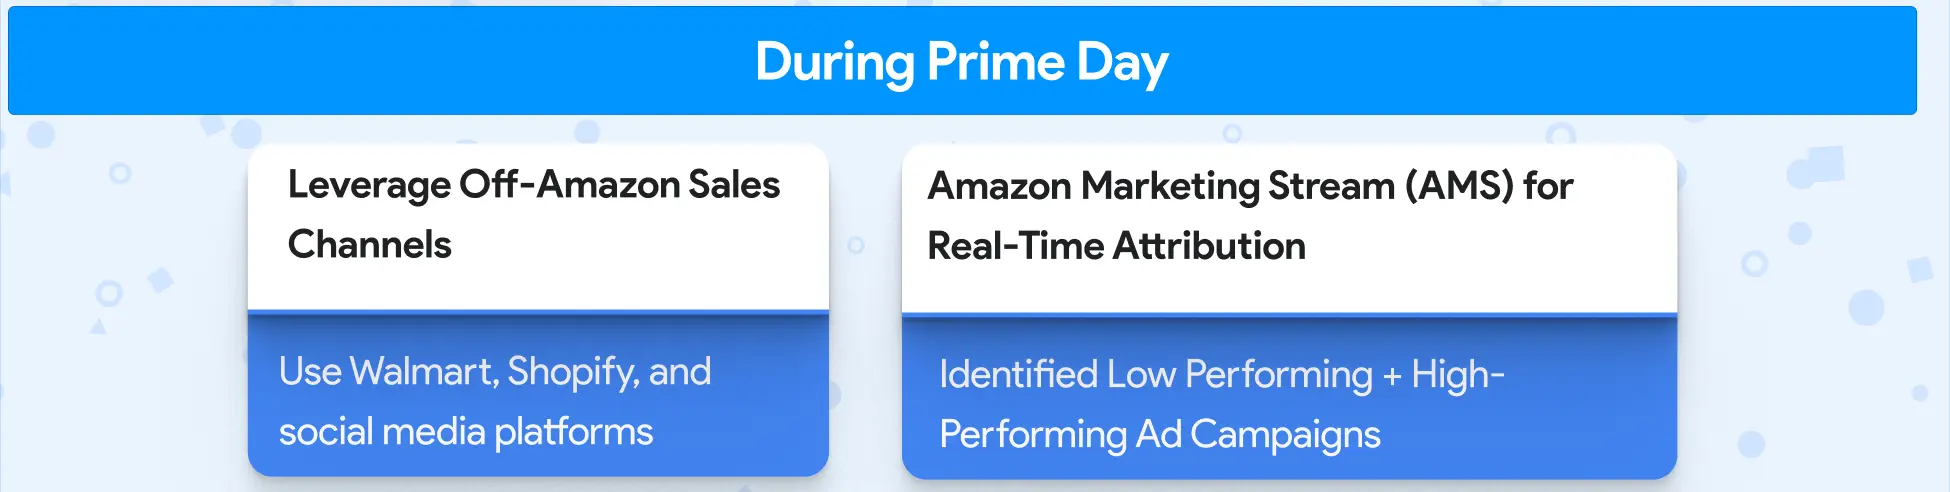 During Prime Day
Leverage Off-Amazon Sales
Channels
Use Walmart, Shopify, and
social media platforms
Amazon Marketing Stream (AMS) for
Real-Time Attribution
Identified Low Performing + High-
Performing Ad Campaigns